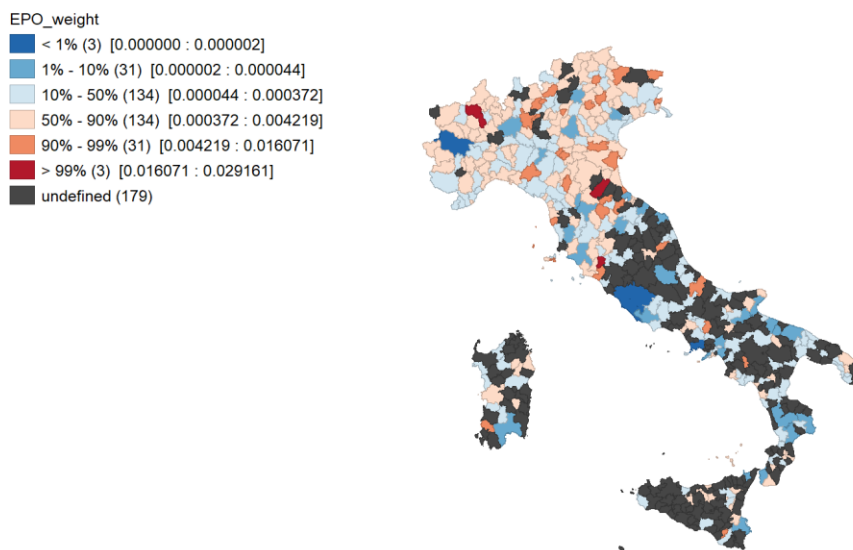 EPO_weight
< 1% (3) [0.000000 : 0.000002]
1% - 10% (31) [0.000002 : 0.000044]
10% - 50% (134) [0.000044 : 0.000372]
50% - 90% (134) [0.000372 : 0.004219]
90% - 99% (31) [0.004219 : 0.016071]
> 99% (3) [0.016071 : 0.029161]
undefined (179)